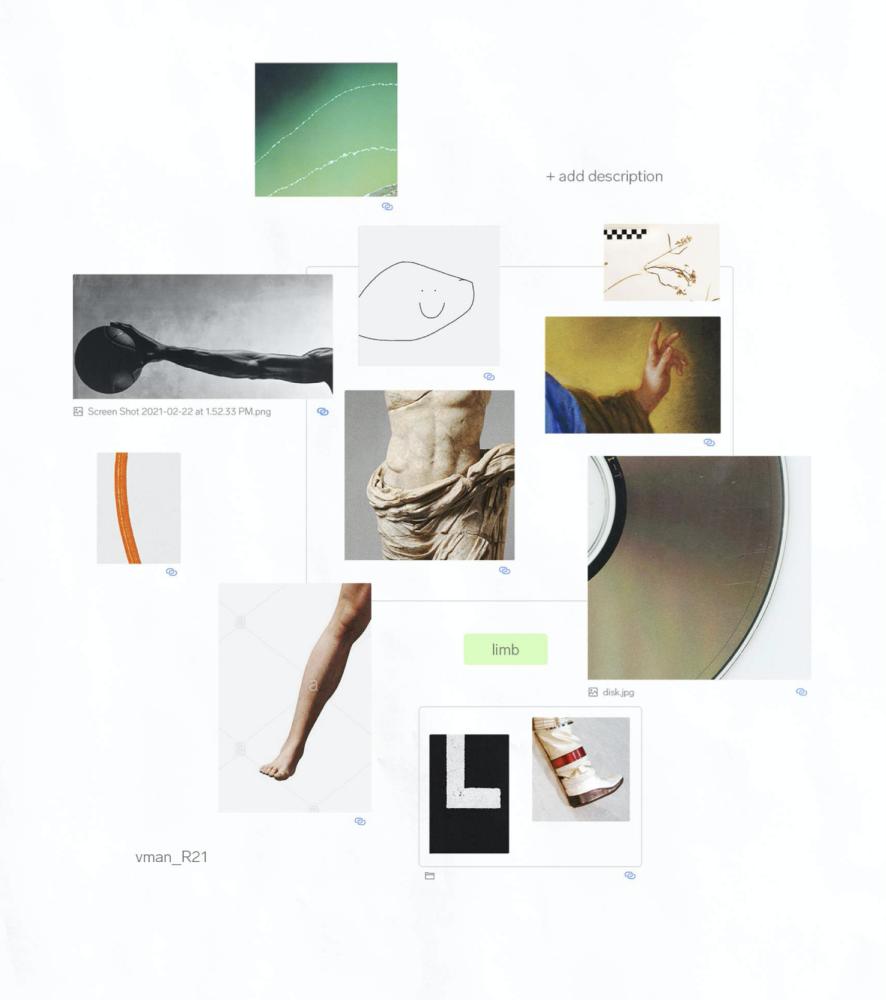 + add description
Screen Shot 2021-02-22 at 1.52.33 PM.png
limb
a
disk.jpg
L
vman_R21